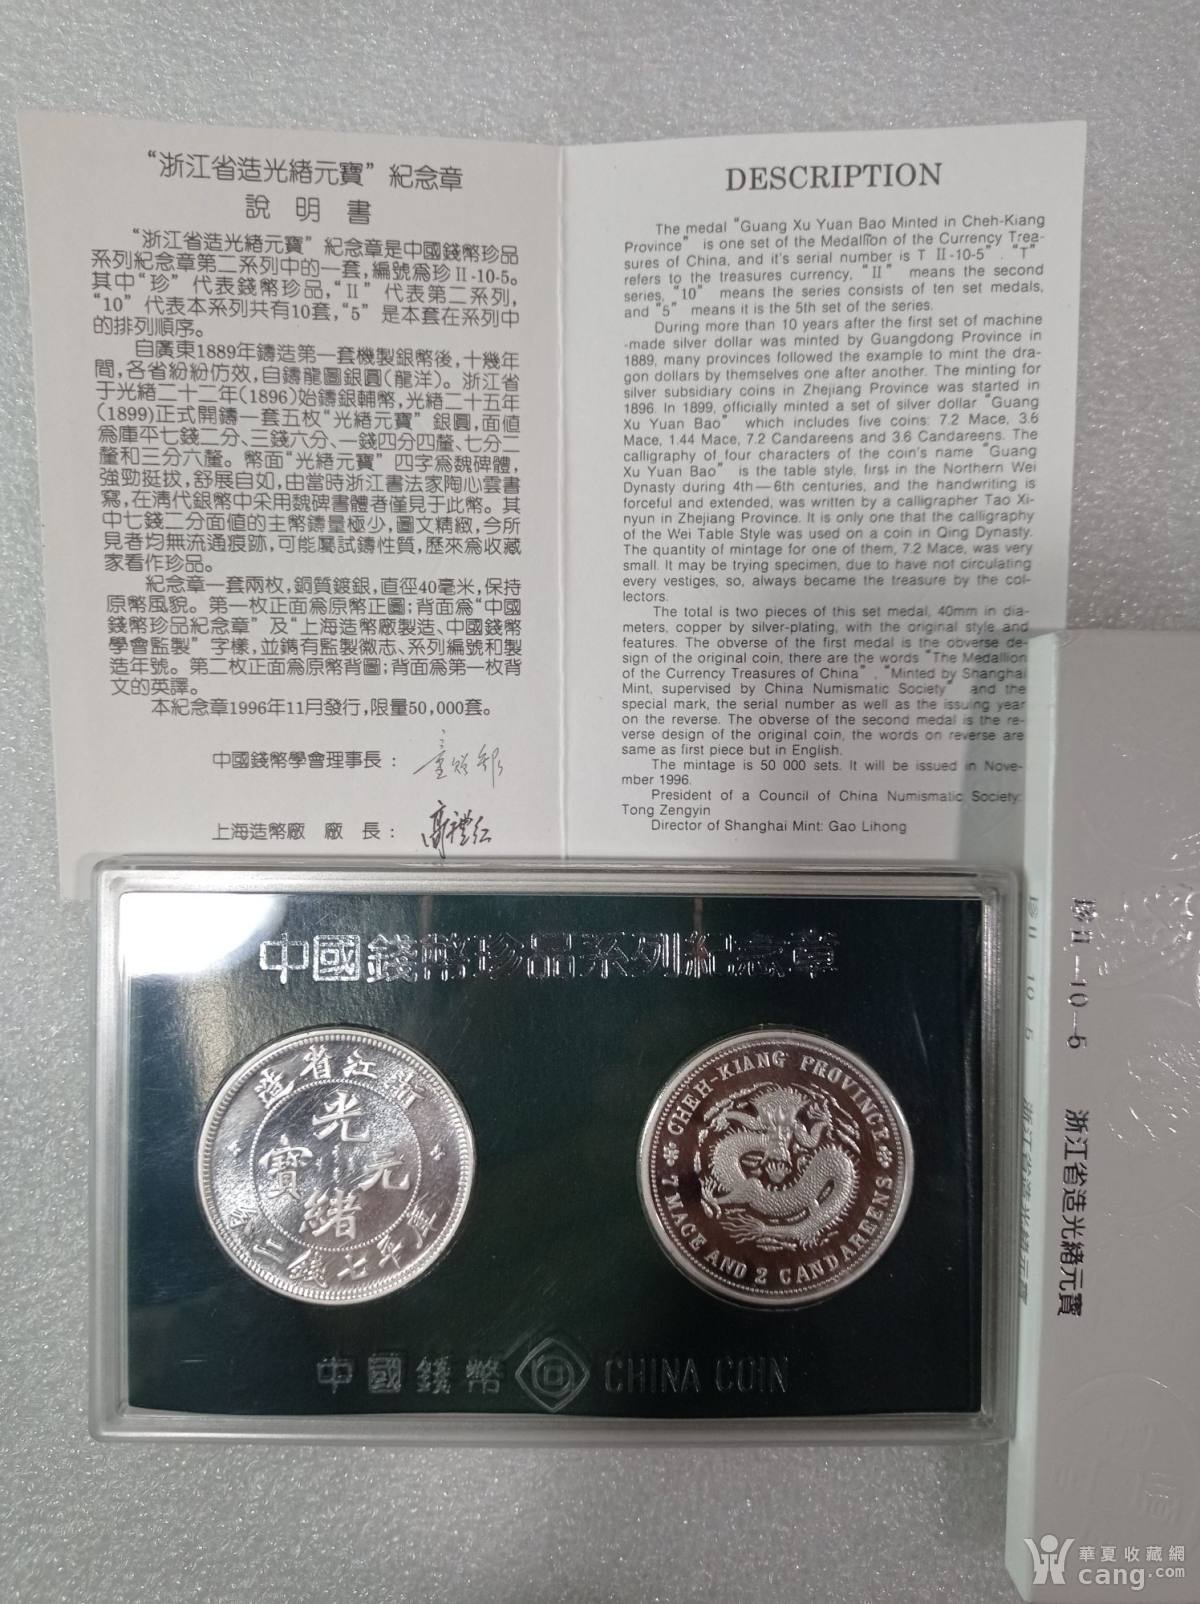 “浙江省造光緒元寶”紀念章
說 明 書
“浙江省造光緒元寶”紀念章是中國錢幣珍品
系列紀念章第二系列中的一套,編號爲珍Ⅱ-10-5。
其中“珍”代表錢幣珍品,“Ⅱ”代表第二系列,
“10”代表本系列共有10套,“5”是本套在系列中
的排列順序。
自廣東1889年鑄造第一套機製銀幣後,十幾年
間,各省紛紛仿效,自鑄龍圖銀圓(龍洋)。浙江省
于光緒二十二年(1896)始鑄銀輔幣,光緒二十五年
(1899)正式開鑄一套五枚“光緒元寶”銀圓,面値
爲庫平七錢二分、三錢六分、一錢四分四釐、七分二
釐和三分六釐。幣面“光緒元寶”四字爲魏碑體,
強勁挺拔,舒展自如,由當時浙江書法家陶心雲書
寫,在淸代銀幣中采用魏碑書體者僅見于此幣。其
中七錢二分面値的主幣鑄量極少,圖文精緻,今所
見者均無流通痕跡,可能屬試鑄性質,歷來爲收藏
家看作珍品。
紀念章一套兩枚,銅質鍍銀,直徑40毫米,保持
原幣風貌。第一枚正面爲原幣正圖;背面爲“中國
錢幣珍品紀念章”及“上海造幣廠製造、中國錢幣
學會監製”字樣,並鐫有監製徽志、系列編號和製
造年號。第二枚正面爲原幣背圖;背面爲第一枚背
文的英譯。
本紀念章1996年11月發行,限量50,000套。
中國錢幣學會理事長:
上海造幣廠 廠 長: 高禮红
DESCRIPTION
The medal “Guang Xu Yuan Bao Minted in Cheh-Kiang
Province” is one set of the Medallion of the Currency Trea-
sures of China, and it's serial number is T Ⅱ-10-5”. “T”
refers to the treasures currency, “Ⅱ” means the second
series, “10” means the series consists of ten set medals,
and “5” means it is the 5th set of the series.
During more than 10 years after the first set of machine
-made silver dollar was minted by Guangdong Province in
1889, many provinces followed the example to mint the dra-
gon dollars by themselves one after another. The minting for
silver subsidiary coins in Zhejiang Province was started in
1896. In 1899, officially minted a set of silver dollar “Guang
Xu Yuan Bao” which includes five coins: 7.2 Mace, 3.6
Mace, 1.44 Mace, 7.2 Candareens and 3.6 Candareens. The
calligraphy of four characters of the coin's name “Guang
Xu Yuan Bao” is the table style, first in the Northern Wei
Dynasty during 4th—6th centuries, and the handwriting is
forceful and extended, was written by a calligrapher Tao Xi-
nyun in Zhejiang Province. It is only one that the calligraphy
of the Wei Table Style was used on a coin in Qing Dynasty.
The quantity of mintage for one of them, 7.2 Mace, was very
small. It may be trying specimen, due to have not circulating
every vestiges, so, always became the treasure by the col-
lectors.
The total is two pieces of this set medal, 40mm in dia-
meters, copper by silver-plating, with the original style and
features. The obverse of the first medal is the obverse de-
sign of the original coin, there are the words “The Medallion
of the Currency Treasures of China”, “Minted by Shanghai
Mint, supervised by China Numismatic Society” and the
special mark, the serial number as well as the issuing year
on the reverse. The obverse of the second medal is the re-
verse design of the original coin, the words on reverse are
same as first piece but in English.
The mintage is 50 000 sets. It will be issued in Nove-
mber 1996.
President of a Council of China Numismatic Society:
Tong Zengyin
Director of Shanghai Mint: Gao Lihong
中國錢幣珍品系列紀念章
浙江省造
光緒元寶
庫平七錢二分
CHEH-KIANG PROVINCE
7 MACE AND 2 CANDAREENS
中國錢幣 CHINA COIN
珍Ⅱ—10—5 浙江省造光緒元寶
珍Ⅱ 10 5 浙江省造光緒元寶
華夏收藏網
cang.com